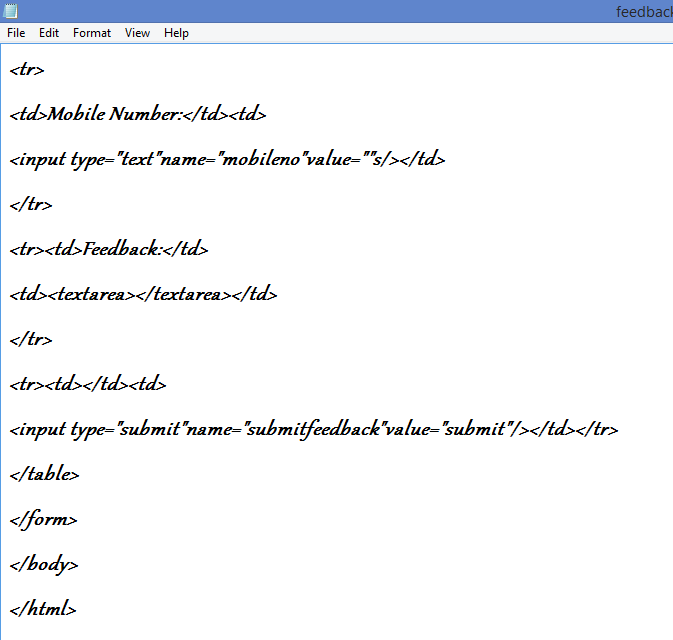 feedback
File Edit Format View Help
<tr>
<td>Mobile Number:</td><td>
<input type="text"name="mobileno"value=""s/></td>
</tr>
<tr><td>Feedback:</td>
<td><textarea></textarea></td>
</tr>
<tr><td></td><td>
<input type="submit"name="submitfeedback"value="submit"/></td></tr>
</table>
</form>
</body>
</html>